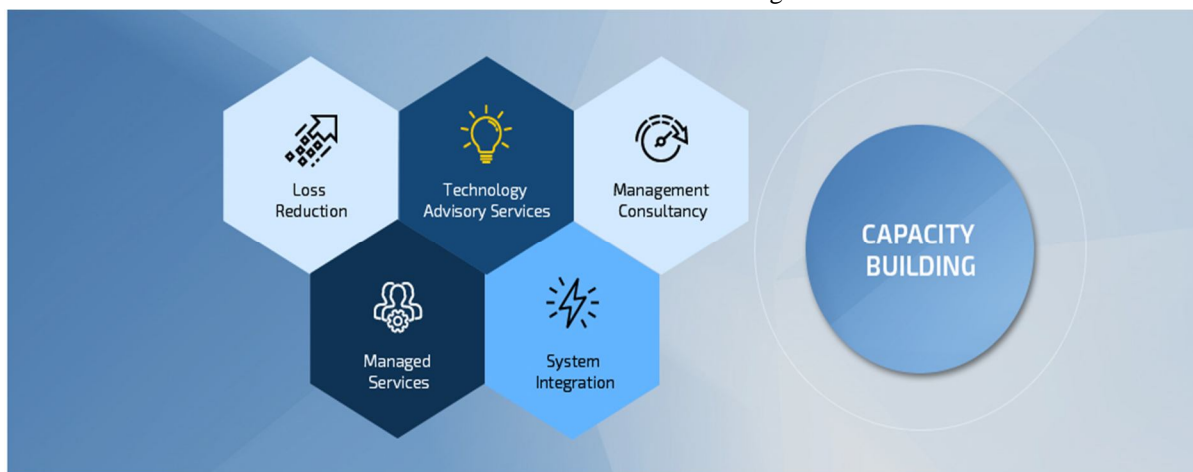 Loss
Reduction
Technology
Advisory Services
Management
Consultancy
Managed
Services
System
Integration
CAPACITY
BUILDING